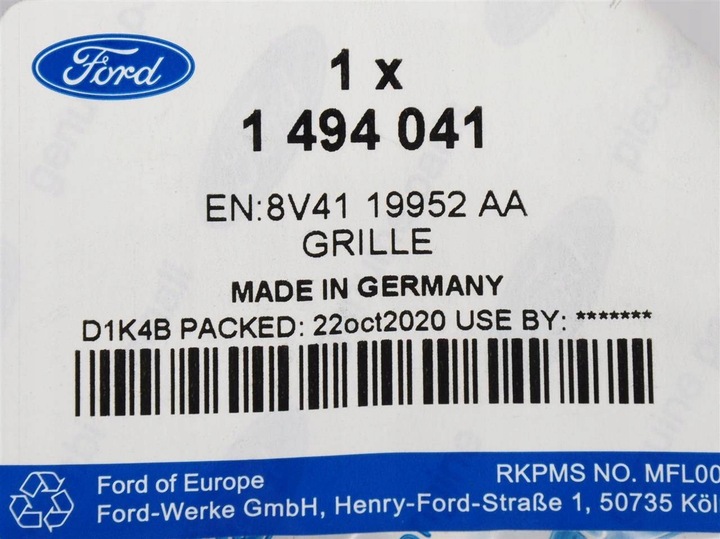 Ford
1 x
1 494 041
EN:8V41 19952 AA
GRILLE
MADE IN GERMANY
D1K4B PACKED: 22oct2020 USE BY: *******
Ford of Europe
RKPMS NO. MFL00
Ford-Werke GmbH, Henry-Ford-Straße 1, 50735 Köl